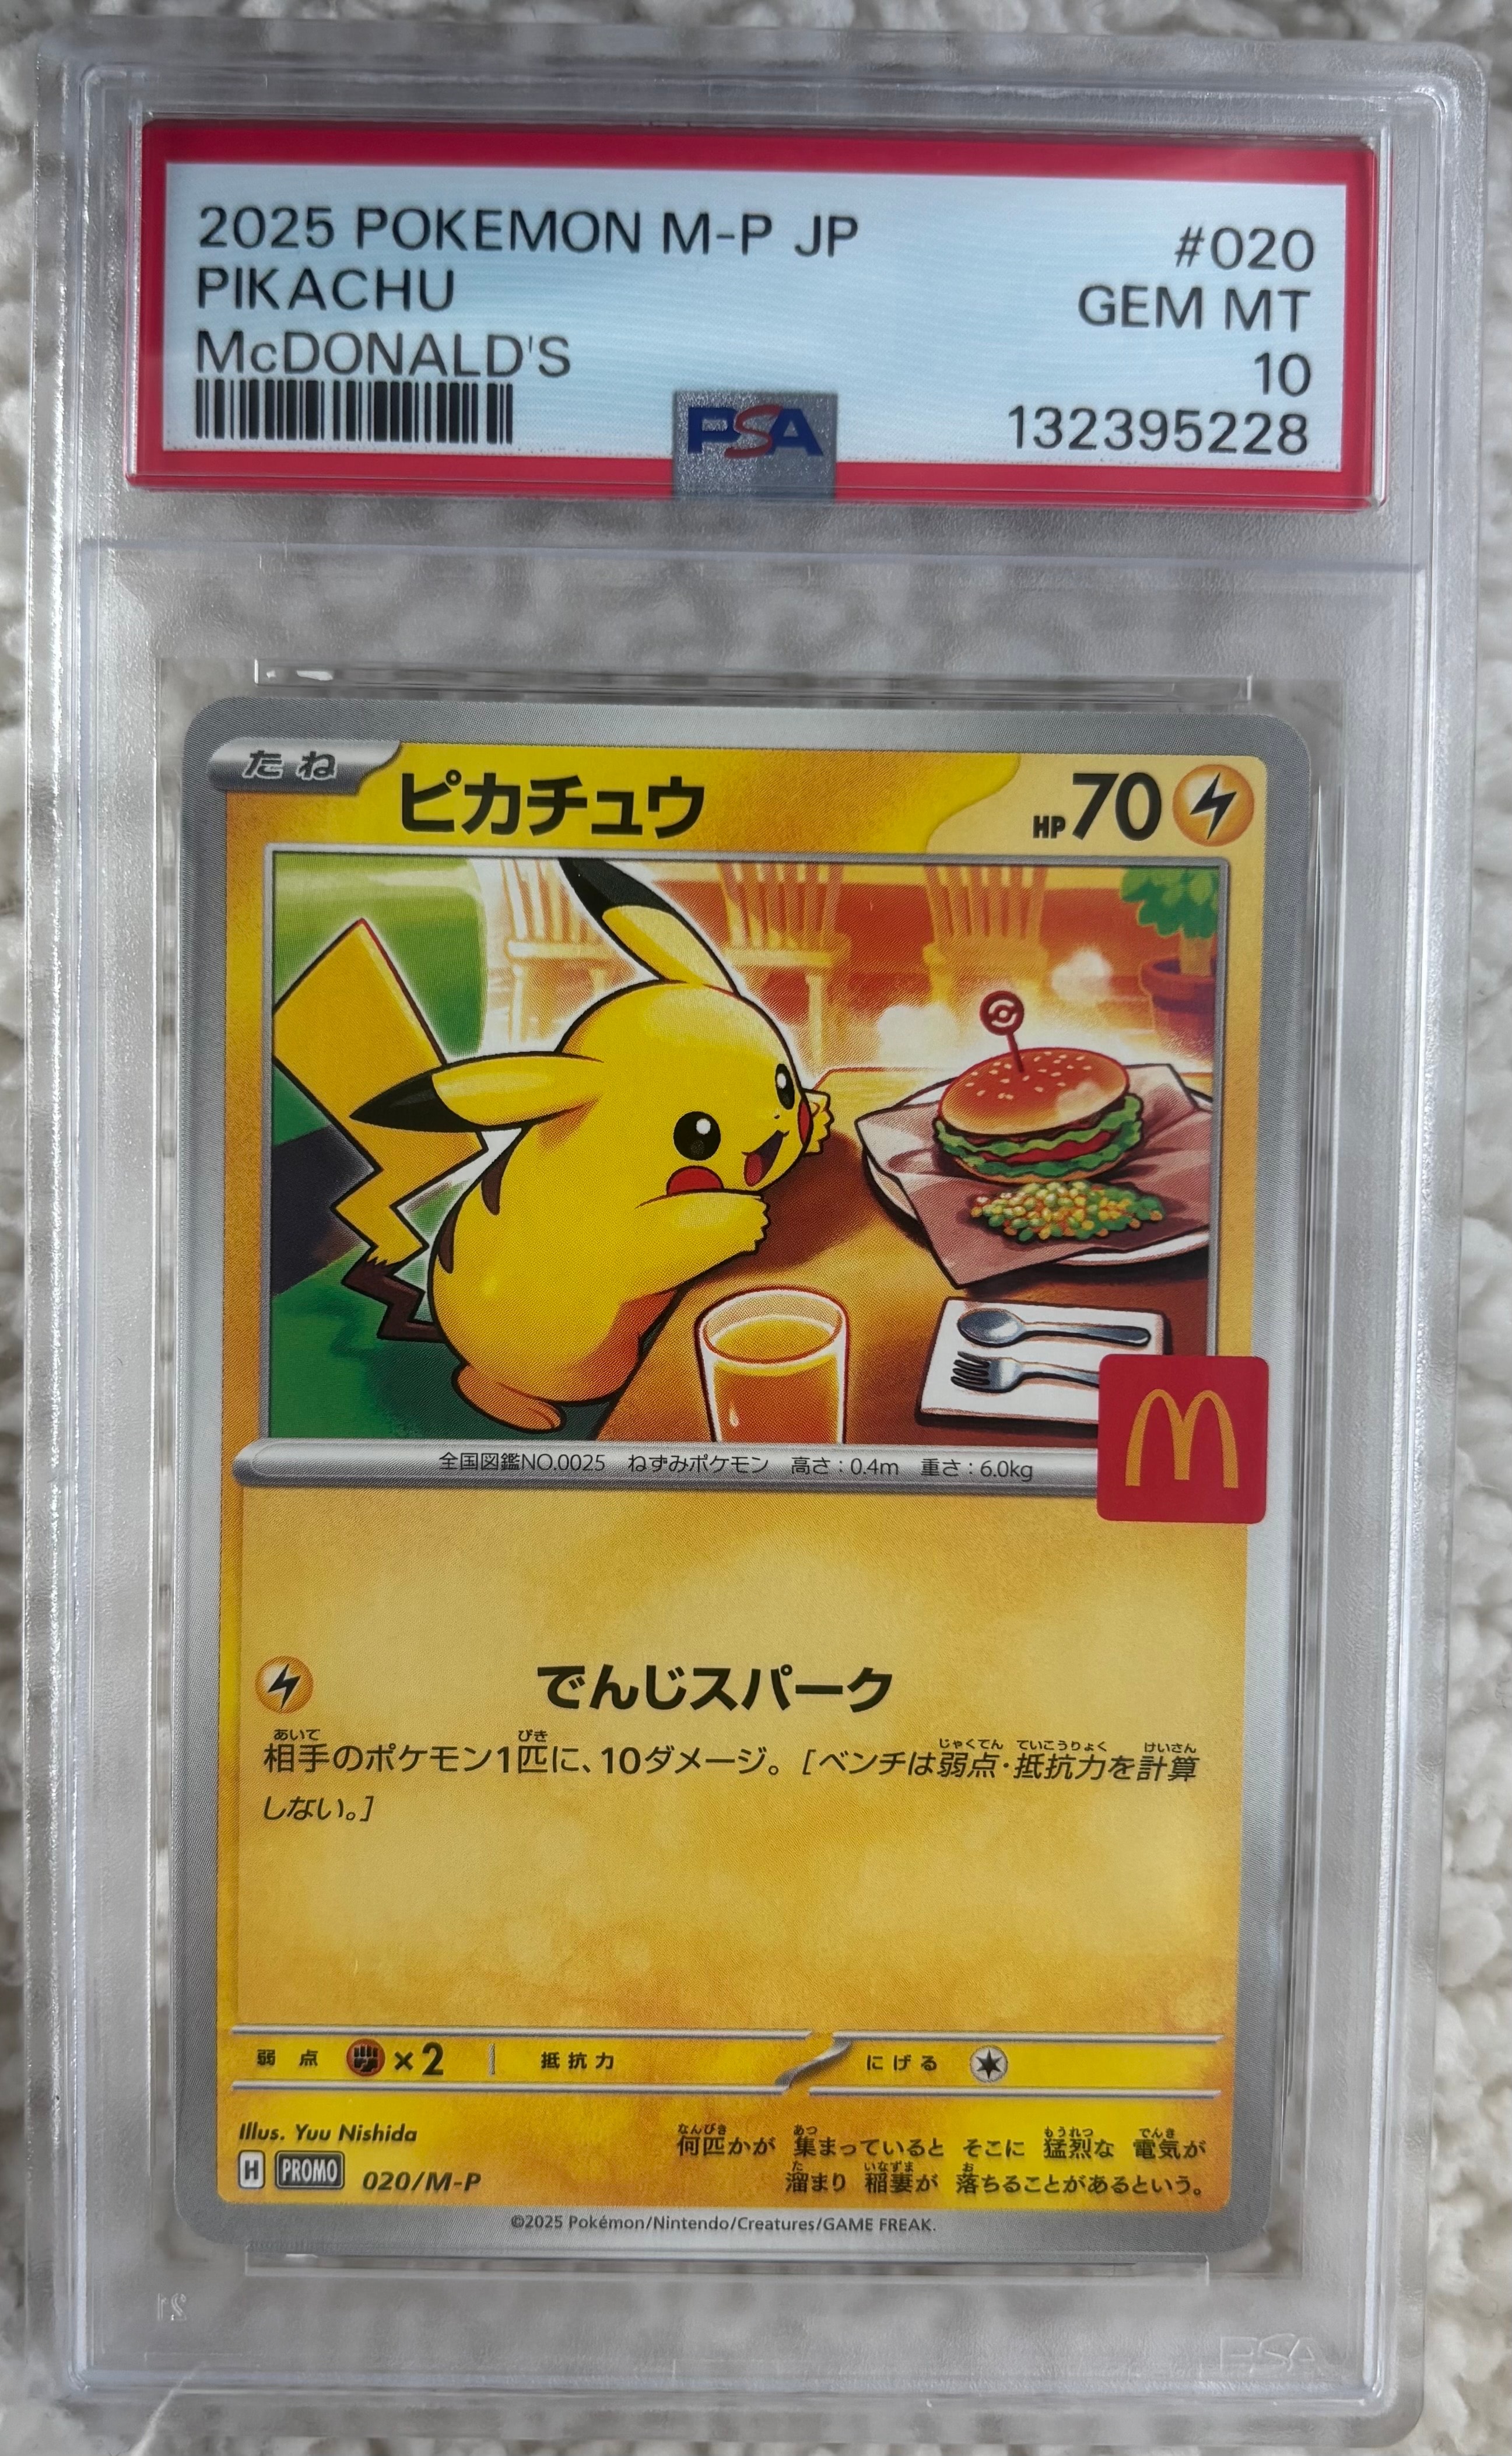 2025 POKEMON M-P JP
#020
PIKACHU
GEM MT
McDONALD'S
10
PSA
132395228
たね
ピカチュウ
HP70
全国図鑑NO.0025 ねずみポケモン 高さ:0.4m 重さ:6.0kg
でんじスパーク
相手のポケモン1匹に、10ダメージ。[ベンチは弱点・抵抗力を計算
しない。]
弱点 ×2 抵抗力 にげる
Illus. Yuu Nishida
H PROMO 020/M-P
何匹かが 集まっていると そこに 猛烈な 電気が
溜まり 稲妻が 落ちることがあるという。
©2025 Pokémon/Nintendo/Creatures/GAME FREAK.
PSA